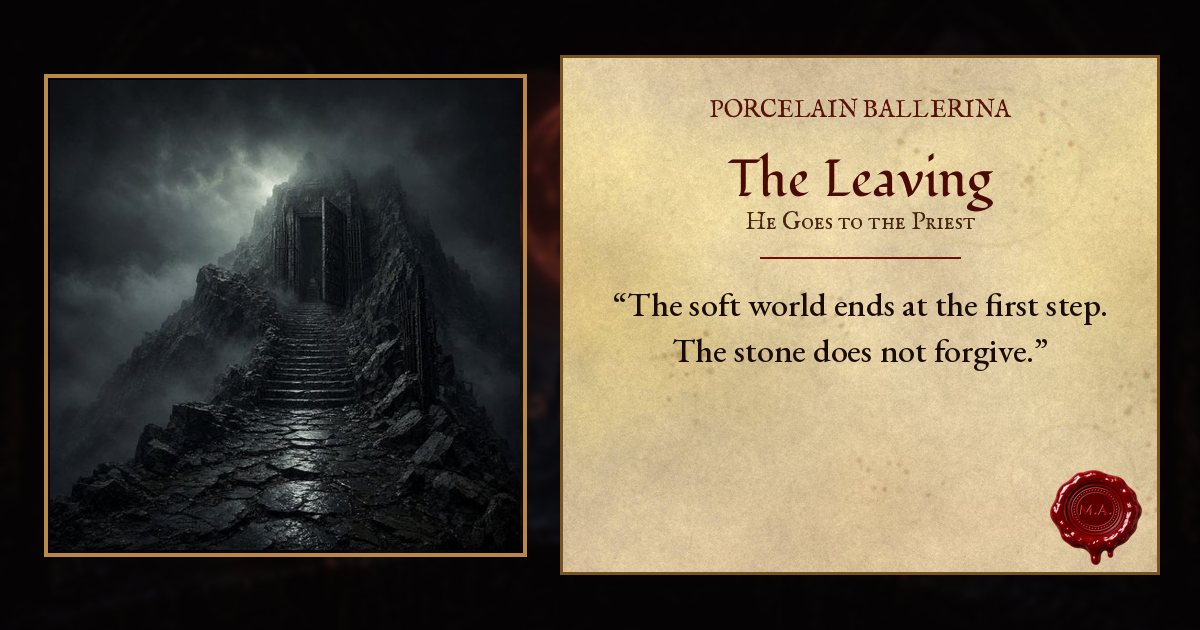 PORCELAIN BALLERINA
The Leaving
He Goes to the Priest
“The soft world ends at the first step.
The stone does not forgive.”
M.A.